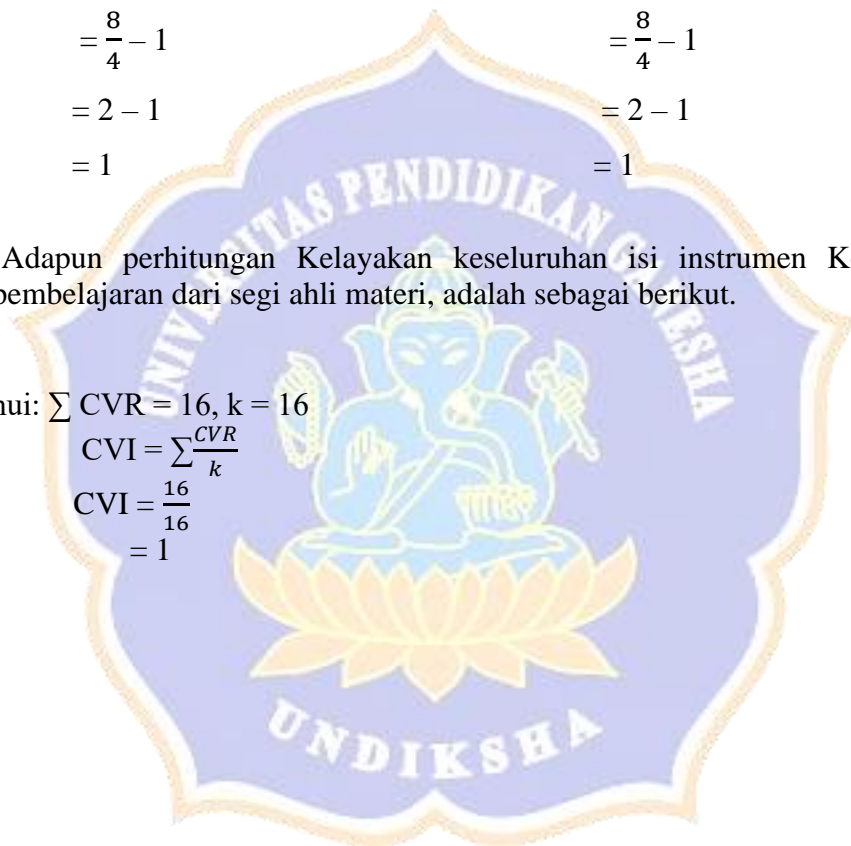 = 8/4 – 1
= 2 – 1
= 1
= 8/4 – 1
= 2 – 1
= 1
Adapun perhitungan Kelayakan keseluruhan isi instrumen K
pembelajaran dari segi ahli materi, adalah sebagai berikut.
nui: ∑ CVR = 16, k = 16
CVI = ∑ CVR/k
CVI = 16/16
= 1
UNIVERSITAS PENDIDIKAN GANESHA
UNDIKSHA